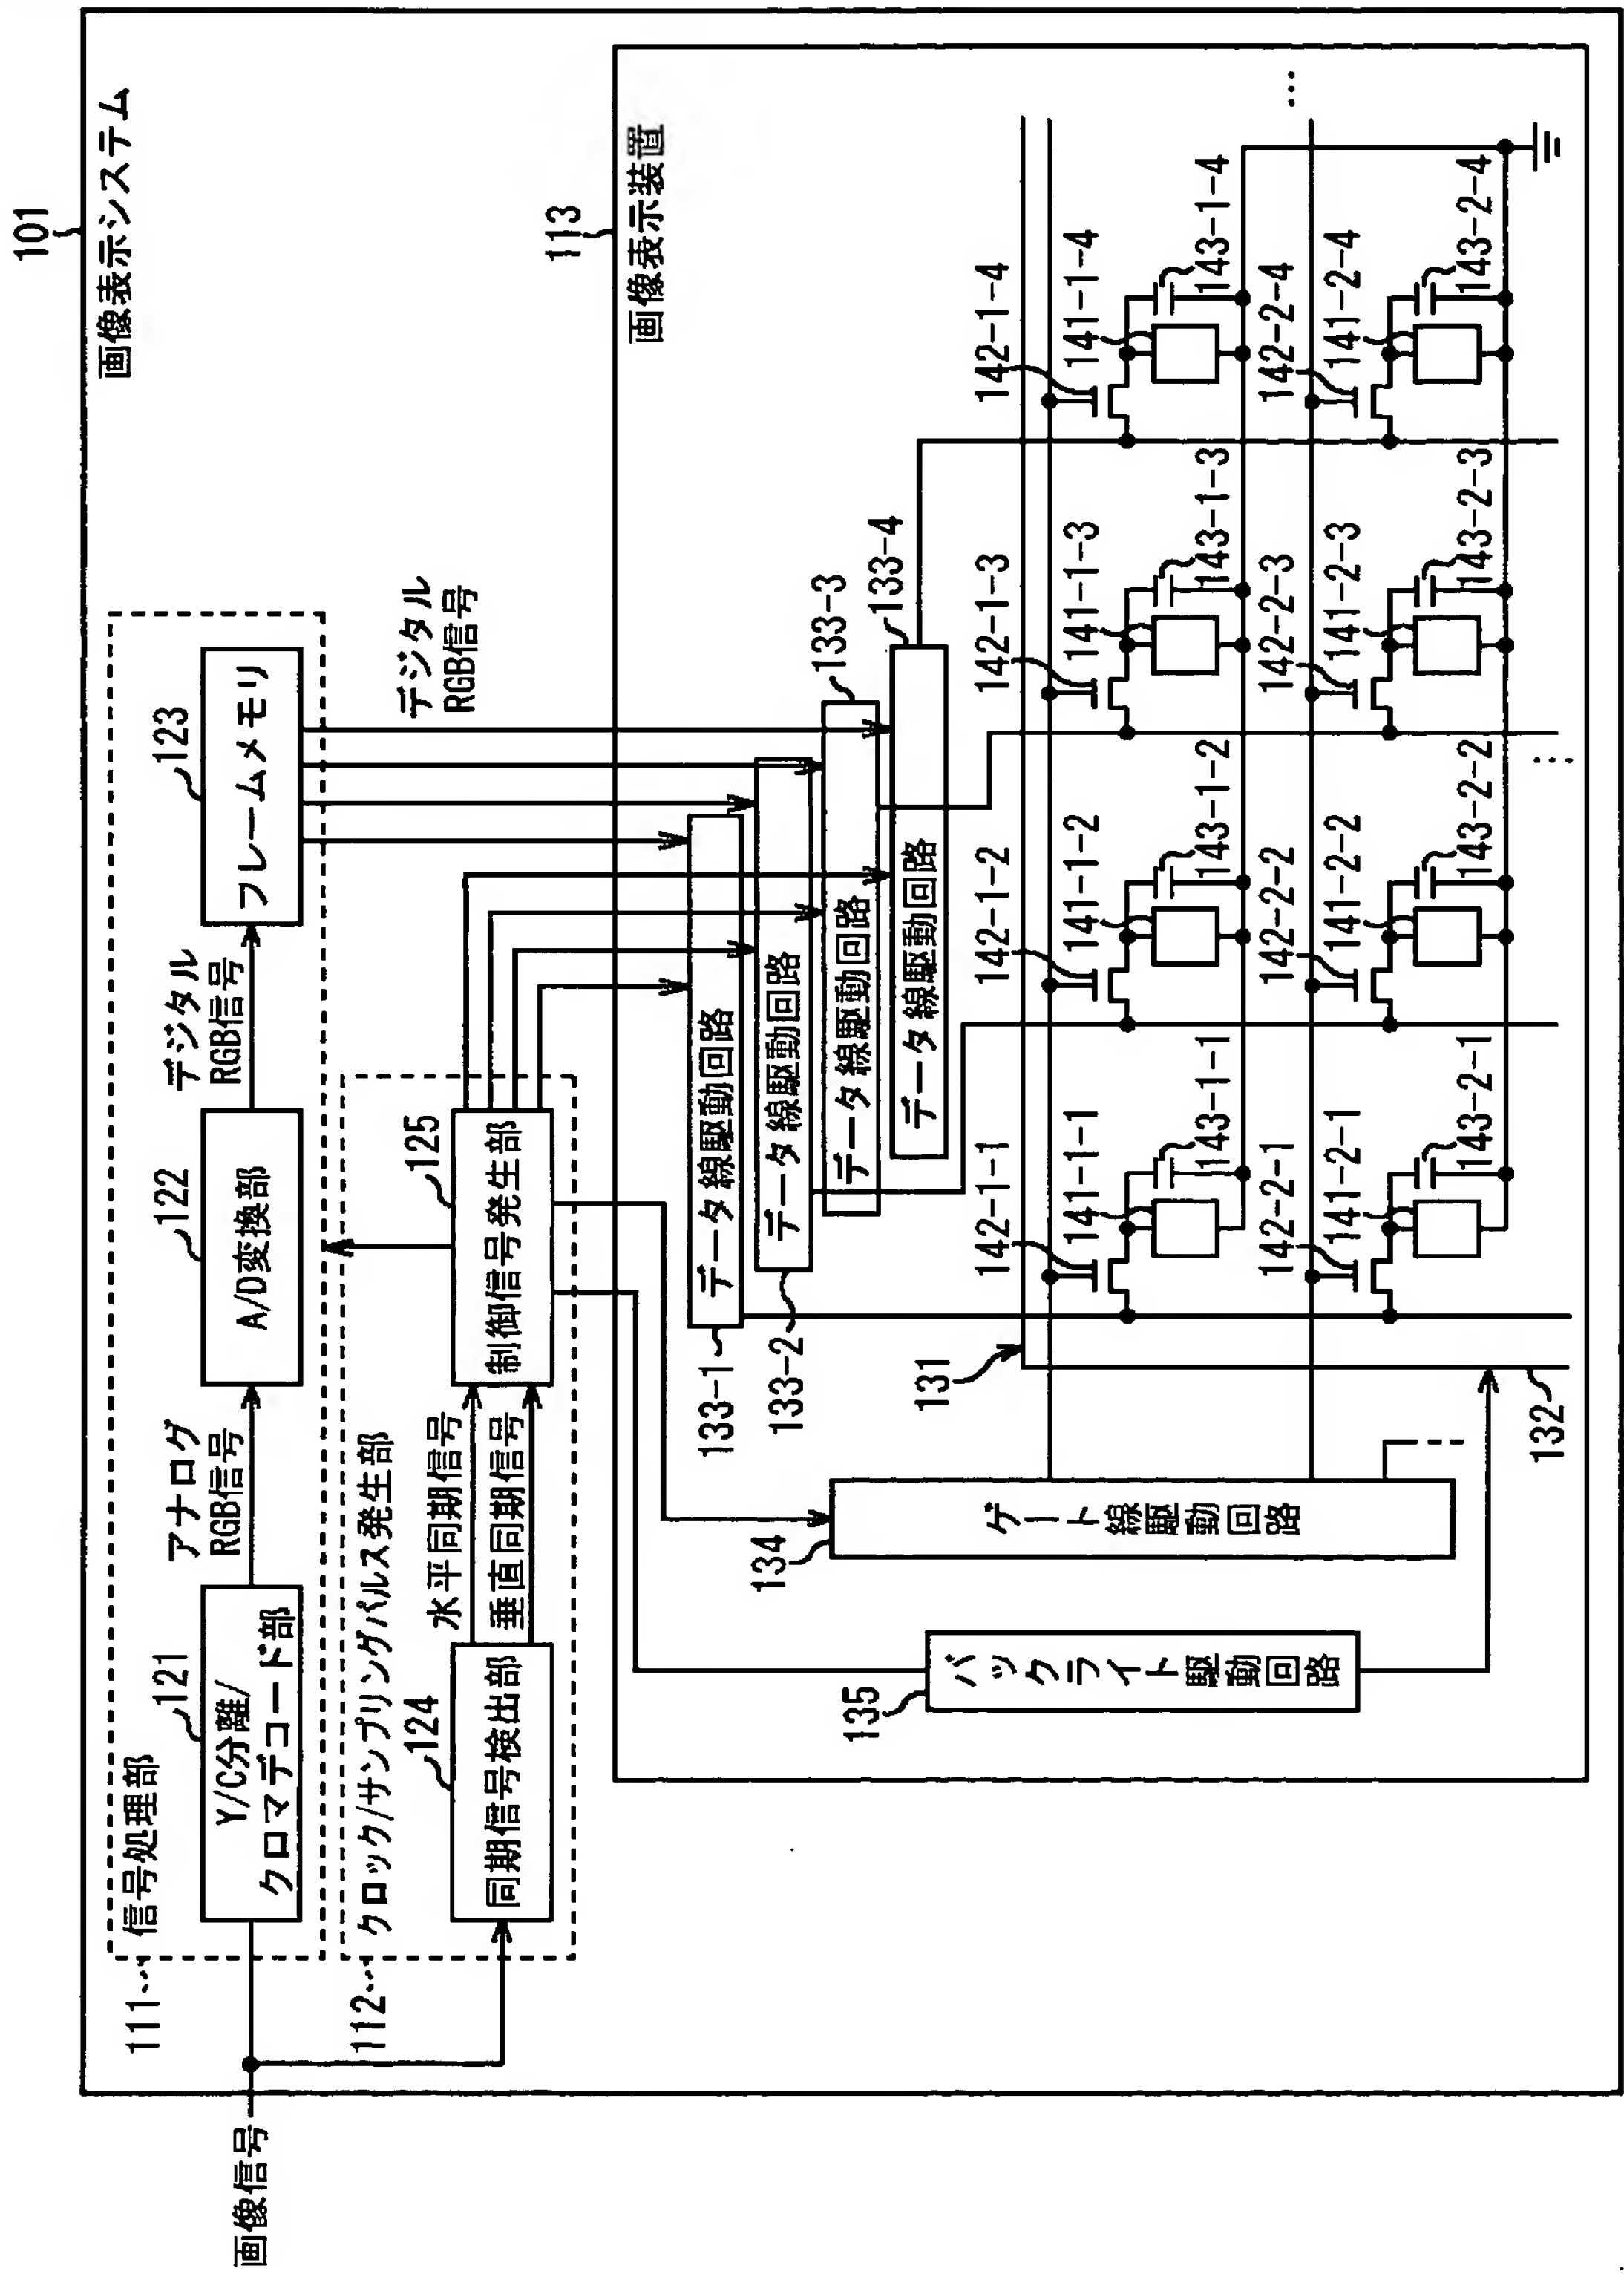 101
画像表示システム
画像信号
111
信号処理部
121
Y/C分離/
クロマデコード部
アナログ
RGB信号
122
A/D変換部
デジタル
RGB信号
123
フレームメモリ
デジタル
RGB信号
112
クロック/サンプリングパルス発生部
124
同期信号検出部
水平同期信号
垂直同期信号
125
制御信号発生部
113
画像表示装置
133-1
データ線駆動回路
133-2
データ線駆動回路
133-3
データ線駆動回路
133-4
データ線駆動回路
134
ゲート線駆動回路
135
バックライト駆動回路
131
132
142-1-1
141-1-1
143-1-1
142-1-2
141-1-2
143-1-2
142-1-3
141-1-3
143-1-3
142-1-4
141-1-4
143-1-4
142-2-1
141-2-1
143-2-1
142-2-2
141-2-2
143-2-2
142-2-3
141-2-3
143-2-3
142-2-4
141-2-4
143-2-4
…